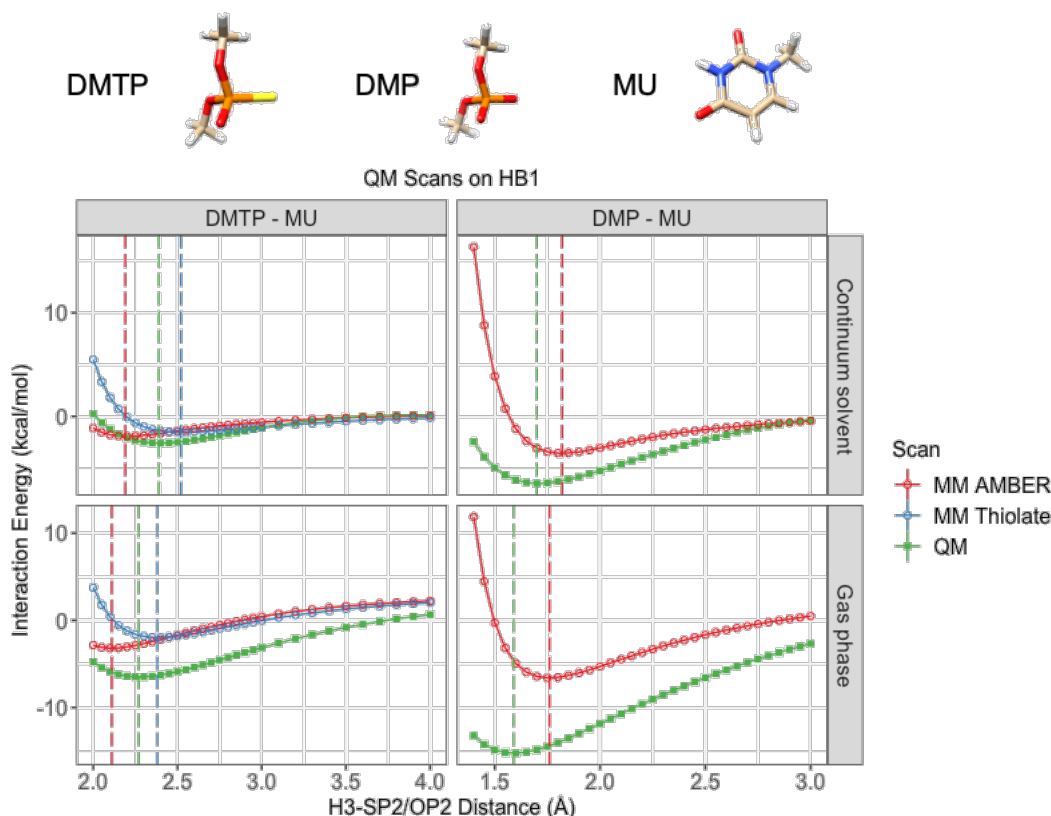 DMTP
DMP
MU
QM Scans on HB1
DMTP - MU
DMP - MU
10
0
Continuum solvent
10
0
-10
Gas phase
Interaction Energy (kcal/mol)
2.0 2.5 3.0 3.5 4.0
1.5 2.0 2.5 3.0
H3-SP2/OP2 Distance (Å)
Scan
MM AMBER
MM Thiolate
QM